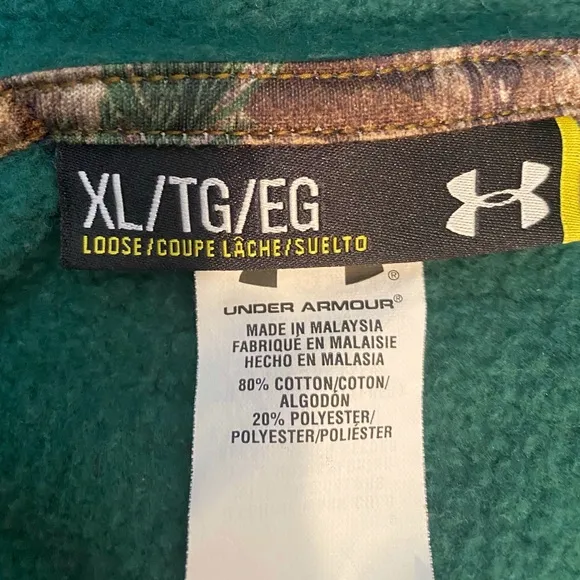 XL/TG/EG
LOOSE/COUPE LÂCHE/SUELTO
®
UNDER ARMOUR®
MADE IN MALAYSIA
FABRIQUÉ EN MALAISIE
HECHO EN MALASIA
80% COTTON/COTON/
ALGODÓN
20% POLYESTER/
POLYESTER/POLIÉSTER